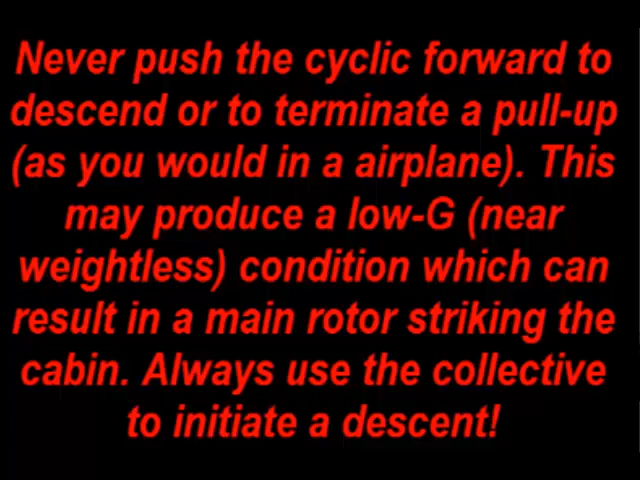 Never push the cyclic forward to
descend or to terminate a pull-up
(as you would in a airplane). This
may produce a low-G (near
weightless) condition which can
result in a main rotor striking the
cabin. Always use the collective
to initiate a descent!